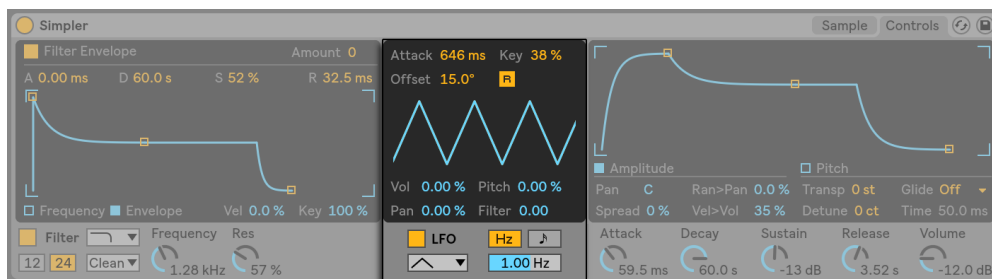 Simpler Sample Controls
Filter Envelope Amount 0
A 0.00 ms D 60.0 s S 52 % R 32.5 ms
Frequency Envelope Vel 0.0 % Key 100 %
Filter Frequency Res
12 24 Clean 1.28 kHz 57 %
Attack 646 ms Key 38 %
Offset 15.0° R
Vol 0.00 % Pitch 0.00 %
Pan 0.00 % Filter 0.00
LFO Hz ♪
1.00 Hz
Amplitude Pitch
Pan C Ran>Pan 0.0 % Transp 0 st Glide Off
Spread 0 % Vel>Vol 35 % Detune 0 ct Time 50.0 ms
Attack Decay Sustain Release Volume
59.5 ms 60.0 s -13 dB 3.52 s -12.0 dB